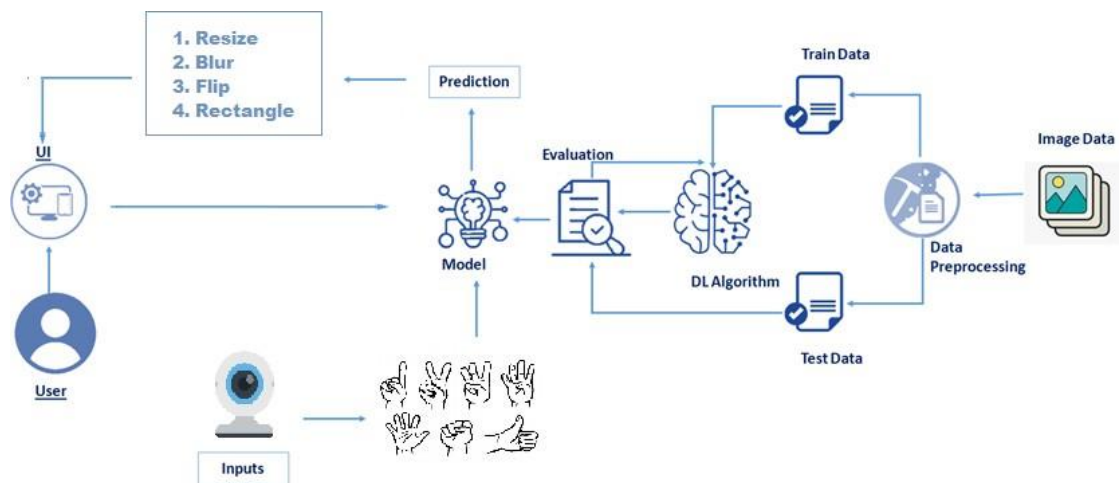 1. Resize
2. Blur
3. Flip
4. Rectangle
Prediction
Train Data
Evaluation
Image Data
UI
Model
DL Algorithm
Data
Preprocessing
User
Test Data
Inputs